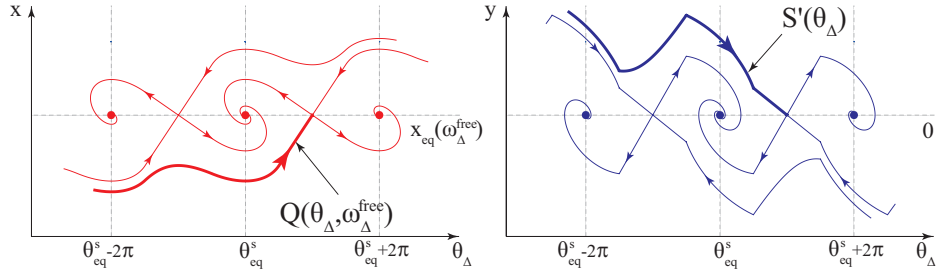 x
x_eq(ω_Δ^free)
Q(θ_Δ,ω_Δ^free)
θ_eq^s-2π
θ_eq^s
θ_eq^s+2π
θ_Δ
y
S'(θ_Δ)
0
θ_eq^s-2π
θ_eq^s
θ_eq^s+2π
θ_Δ